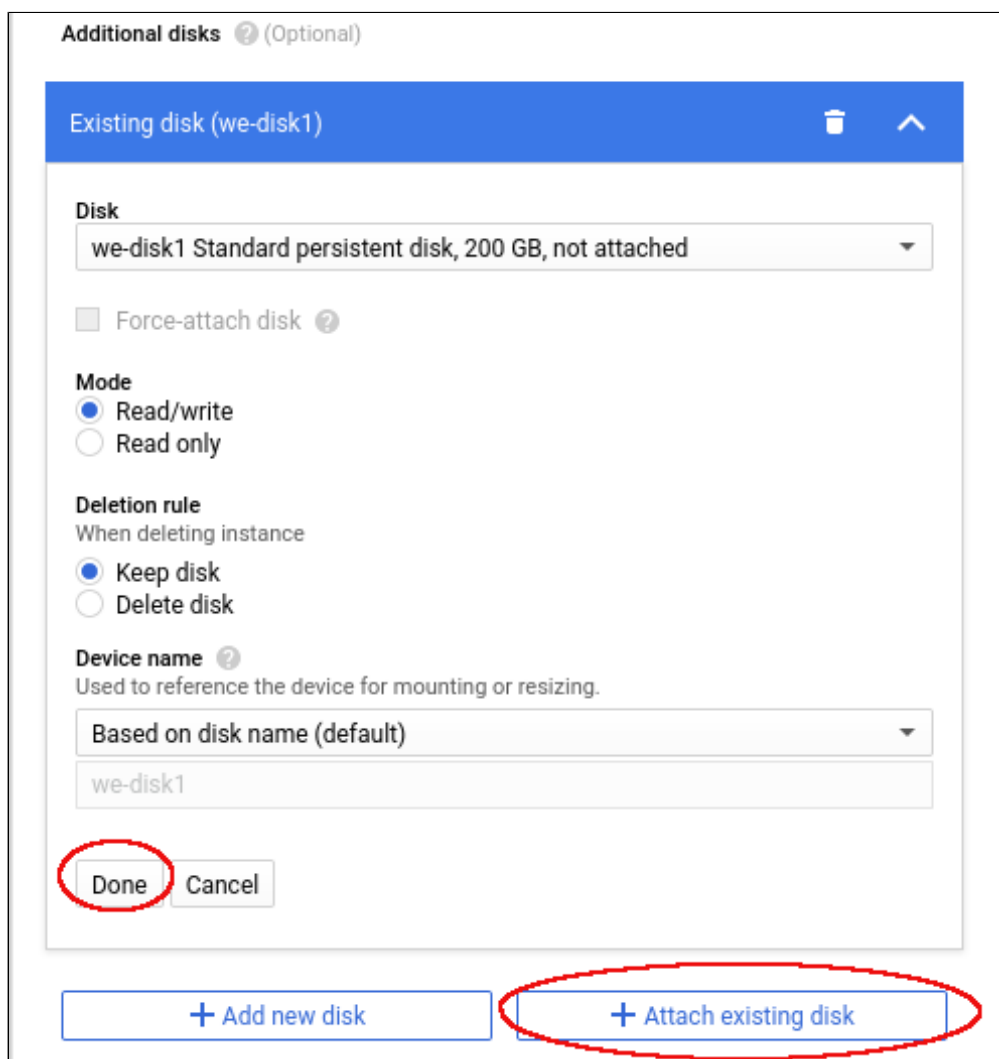 Additional disks ? (Optional)
Existing disk (we-disk1)
Disk
we-disk1 Standard persistent disk, 200 GB, not attached
Force-attach disk ?
Mode
Read/write
Read only
Deletion rule
When deleting instance
Keep disk
Delete disk
Device name ?
Used to reference the device for mounting or resizing.
Based on disk name (default)
we-disk1
Done Cancel
+ Add new disk + Attach existing disk